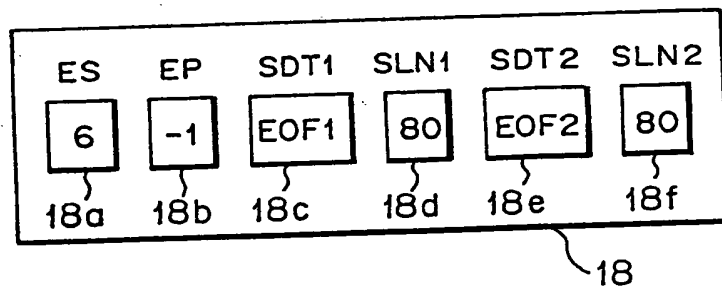 ES EP SDT1 SLN1 SDT2 SLN2
6 -1 EOF1 80 EOF2 80
18a 18b 18c 18d 18e 18f
18